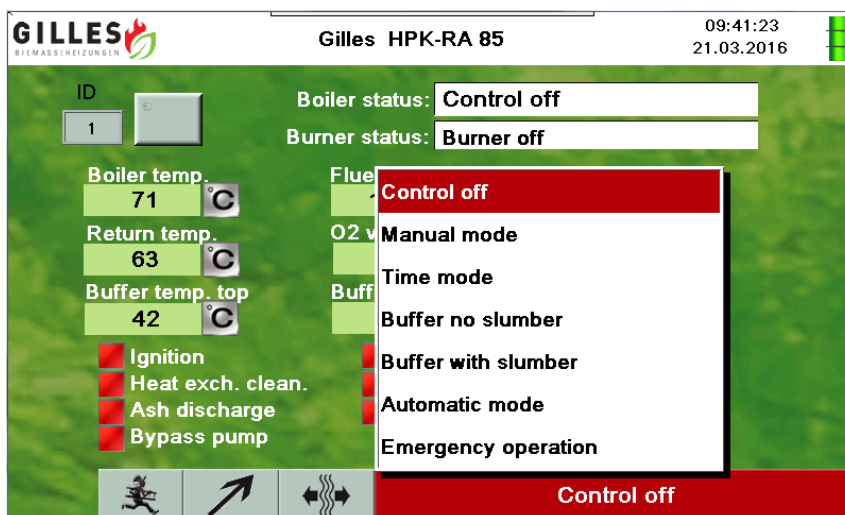 GILLES
BIOMASSEHEIZUNGEN
Gilles HPK-RA 85
09:41:23
21.03.2016
ID
1
Boiler status: Control off
Burner status: Burner off
Boiler temp.
71 °C
Return temp.
63 °C
Buffer temp. top
42 °C
Flue
O2 v
Buff
Control off
Manual mode
Time mode
Buffer no slumber
Buffer with slumber
Automatic mode
Emergency operation
Ignition
Heat exch. clean.
Ash discharge
Bypass pump
Control off